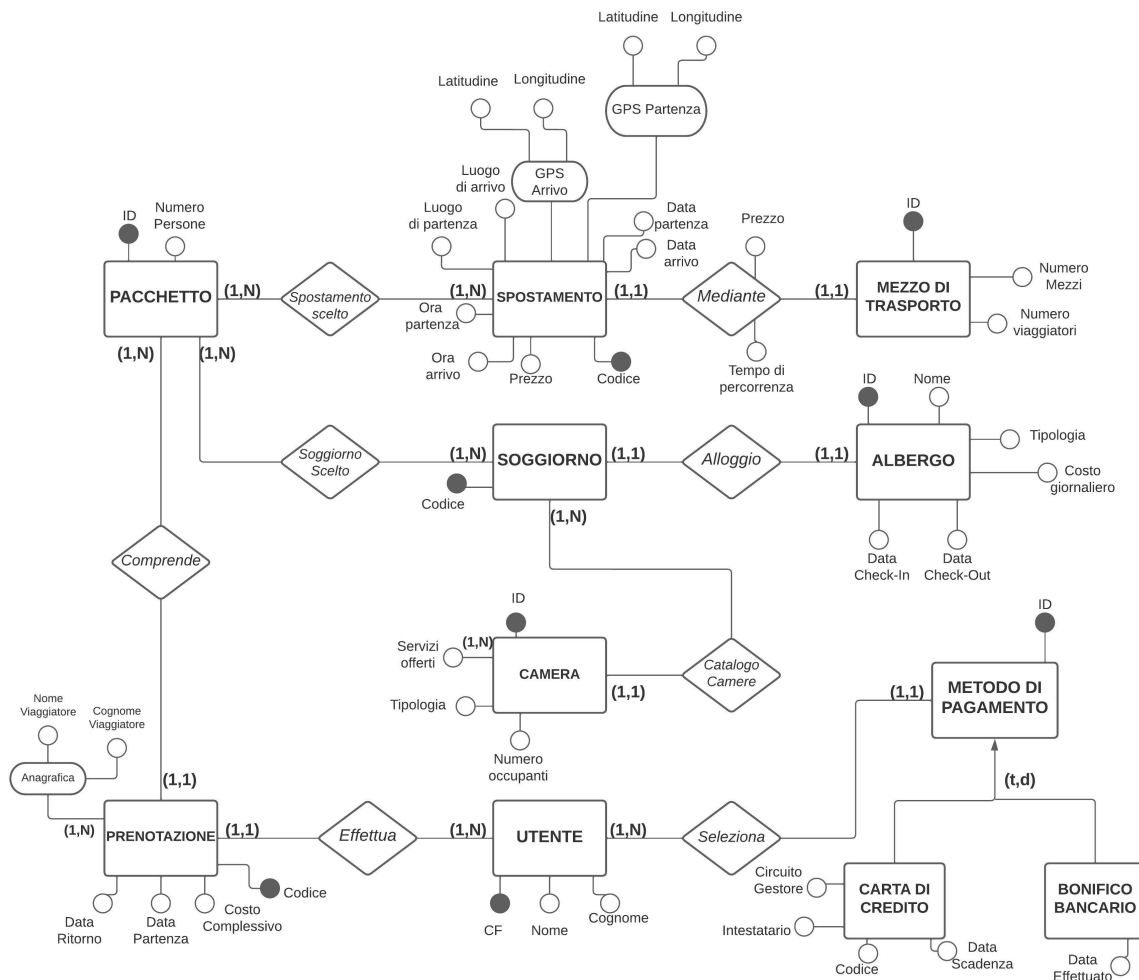 Latitudine
Longitudine
Latitudine
Longitudine
GPS Partenza
Luogo
di arrivo
GPS
Arrivo
ID
Numero
Persone
Luogo
di partenza
Data
partenza
Data
arrivo
Prezzo
ID
PACCHETTO
(1,N)
Spostamento
scelto
(1,N)
SPOSTAMENTO
(1,1)
Mediante
(1,1)
MEZZO DI
TRASPORTO
Numero
Mezzi
Numero
viaggiatori
Ora
partenza
(1,N)
(1,N)
Ora
arrivo
Prezzo
Codice
Tempo di
percorrenza
ID
Nome
Tipologia
Soggiorno
Scelto
(1,N)
SOGGIORNO
(1,1)
Alloggio
(1,1)
ALBERGO
Costo
giornaliero
Codice
(1,N)
Data
Check-In
Data
Check-Out
Comprende
ID
ID
Servizi
offerti
(1,N)
CAMERA
(1,1)
Catalogo
Camere
Tipologia
Numero
occupanti
(1,1)
METODO DI
PAGAMENTO
Nome
Viaggiatore
Cognome
Viaggiatore
Anagrafica
(1,1)
(t,d)
(1,N)
PRENOTAZIONE
(1,1)
Effettua
(1,N)
UTENTE
(1,N)
Seleziona
Codice
Data
Ritorno
Data
Partenza
Costo
Complessivo
CF
Nome
Cognome
Circuito
Gestore
CARTA DI
CREDITO
BONIFICO
BANCARIO
Intestatario
Codice
Data
Scadenza
Data
Effettuato